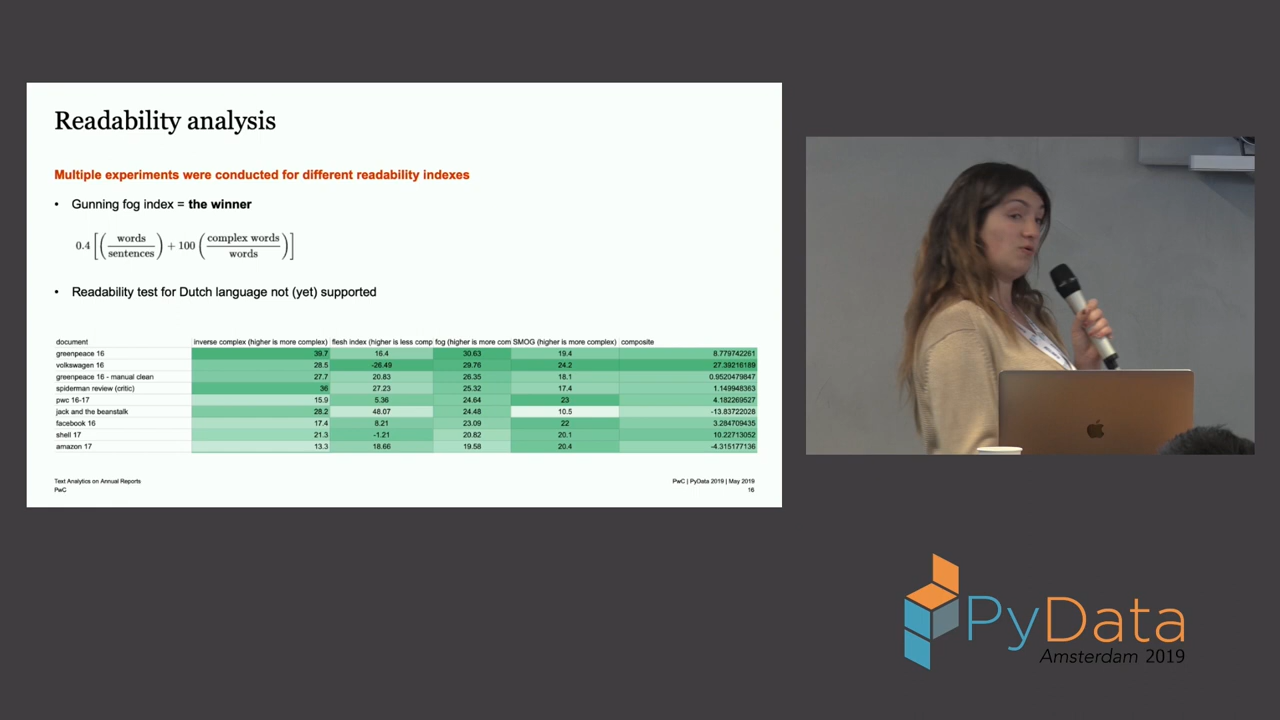 Readability analysis
Multiple experiments were conducted for different readability indexes
• Gunning fog index = the winner
0.4 [ ( words / sentences ) + 100 ( complex words / words ) ]
• Readability test for Dutch language not (yet) supported
document inverse complex (higher is more complex) flesh index (higher is less comp fog (higher is more com SMOG (higher is more complex) composite
greenpeace 16 39.7 16.4 30.63 19.4 8.779742261
volkswagen 16 28.5 -26.49 29.76 24.2 27.39216189
greenpeace 16 - manual clean 27.7 20.83 26.35 18.1 0.9520479847
spiderman review (critic) 36 27.23 25.32 17.4 1.149948363
pwc 16-17 15.9 5.36 24.64 23 4.182269527
jack and the beanstalk 28.2 48.07 24.48 10.5 -13.83722028
facebook 16 17.4 8.21 23.09 22 3.284709435
shell 17 21.3 -1.21 20.82 20.1 10.22713052
amazon 17 13.3 18.66 19.58 20.4 -4.315177136
Text Analytics on Annual Reports
PwC
PwC | PyData 2019 | May 2019
16
PyData
Amsterdam 2019